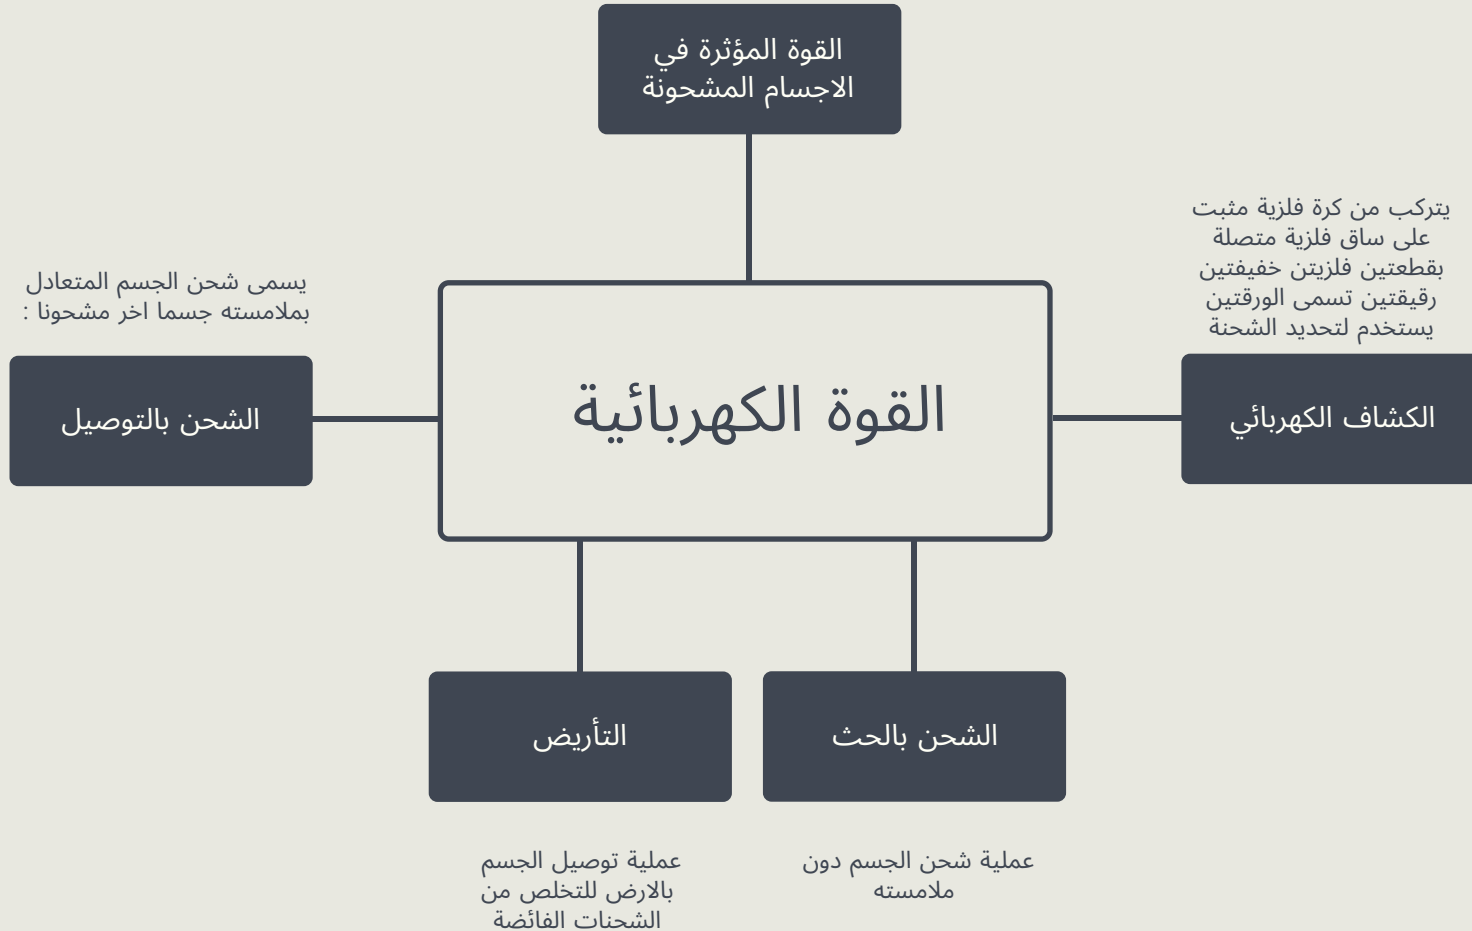 القوة المؤثرة في
الاجسام المشحونة
يتركب من كرة فلزية مثبت
على ساق فلزية متصلة
بقطعتين فلزيتن خفيفتين
رقيقتين تسمى الورقتين
يستخدم لتحديد الشحنة
الكشاف الكهربائي
القوة الكهربائية
يسمى شحن الجسم المتعادل
بملامسته جسما اخر مشحونا :
الشحن بالتوصيل
الشحن بالحث
عملية شحن الجسم دون
ملامسته
التأريض
عملية توصيل الجسم
بالارض للتخلص من
الشحنات الفائضة